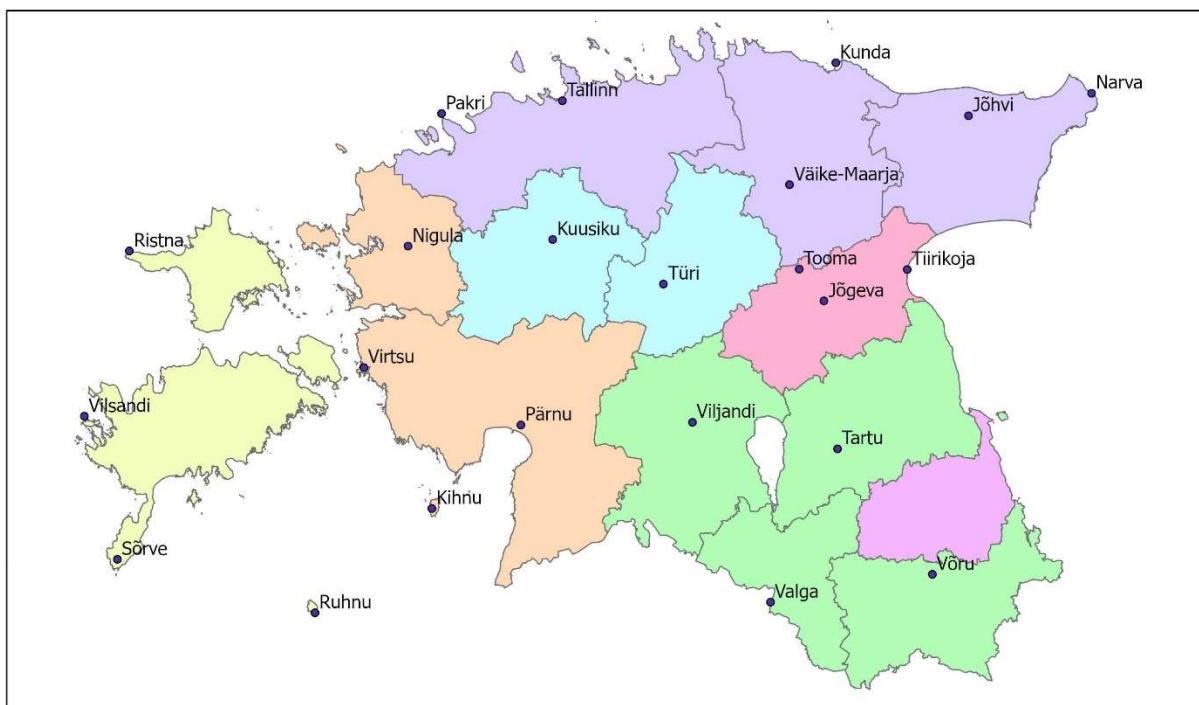 Kunda
Tallinn
Narva
Pakri
Jõhvi
Väike-Maarja
Ristna
Nigula
Kuusiku
Tooma
Tiirikoja
Türi
Jõgeva
Virtsu
Vilsandi
Pärnu
Viljandi
Tartu
Kihnu
Sõrve
Võru
Ruhnu
Valga